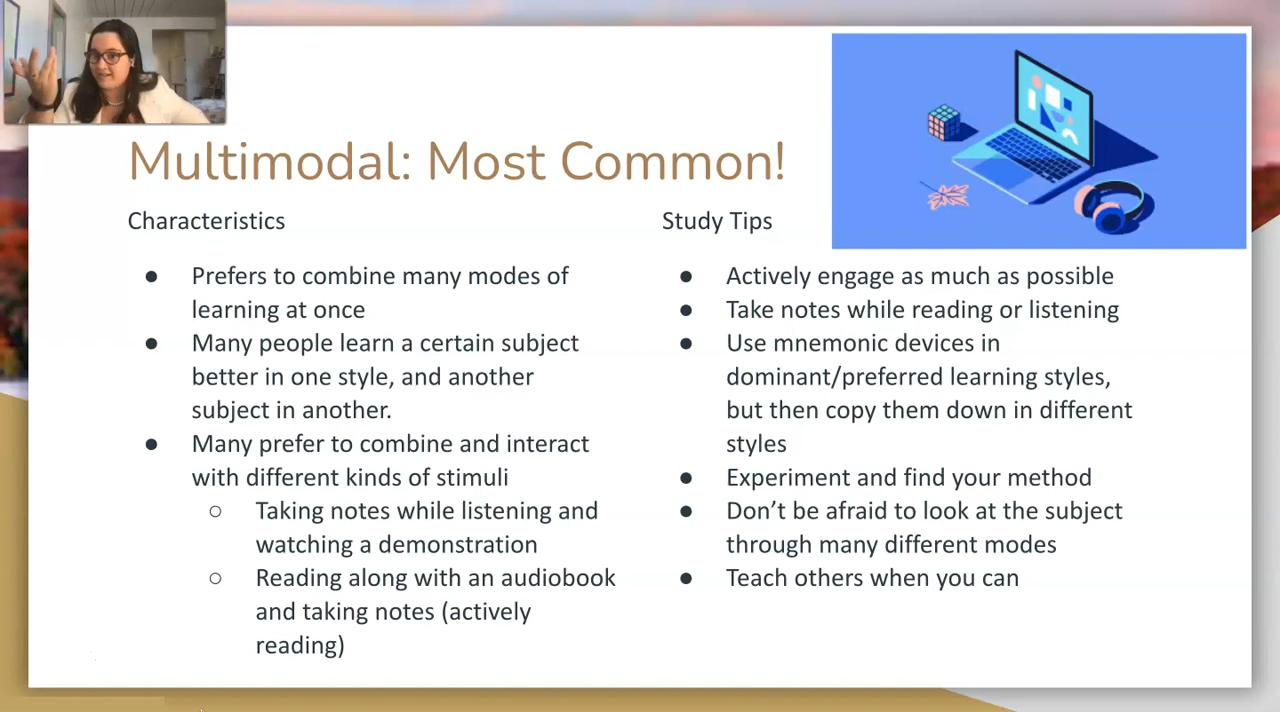 Multimodal: Most Common!
Characteristics
● Prefers to combine many modes of
learning at once
● Many people learn a certain subject
better in one style, and another
subject in another.
● Many prefer to combine and interact
with different kinds of stimuli
○ Taking notes while listening and
watching a demonstration
○ Reading along with an audiobook
and taking notes (actively
reading)
Study Tips
● Actively engage as much as possible
● Take notes while reading or listening
● Use mnemonic devices in
dominant/preferred learning styles,
but then copy them down in different
styles
● Experiment and find your method
● Don’t be afraid to look at the subject
through many different modes
● Teach others when you can